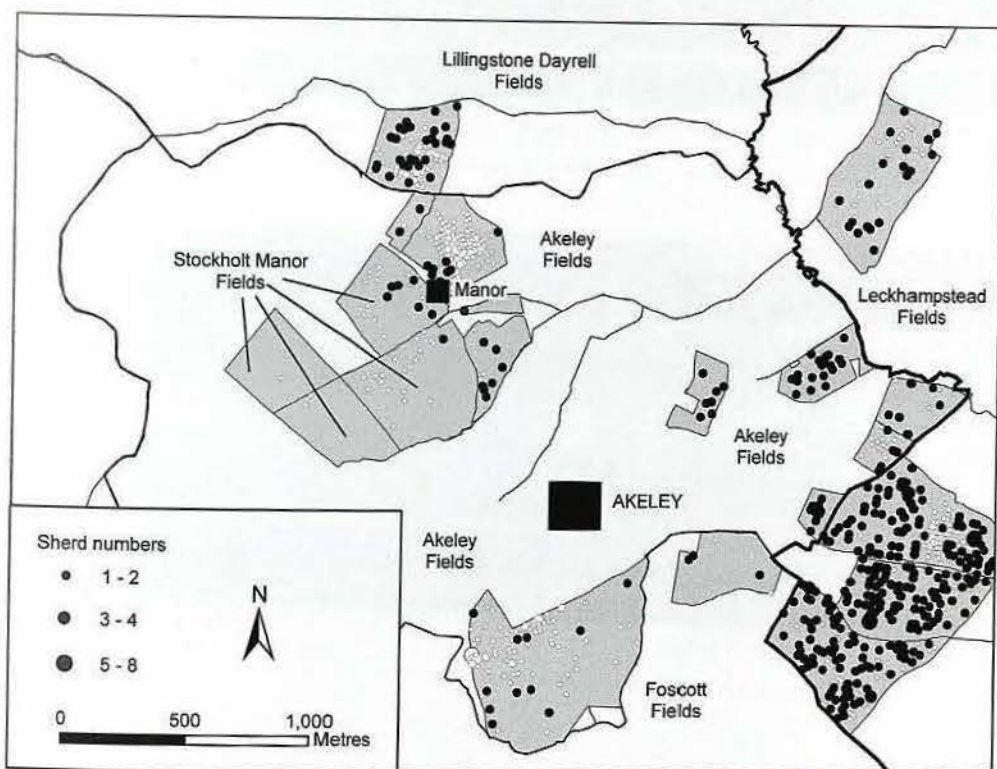 Lillingstone Dayrell
Fields
Akeley
Fields
Stockholt Manor
Fields
Manor
Leckhampstead
Fields
Akeley
Fields
AKELEY
Akeley
Fields
Foscott
Fields
Sherd numbers
1 - 2
3 - 4
5 - 8
N
0 500 1,000
Metres